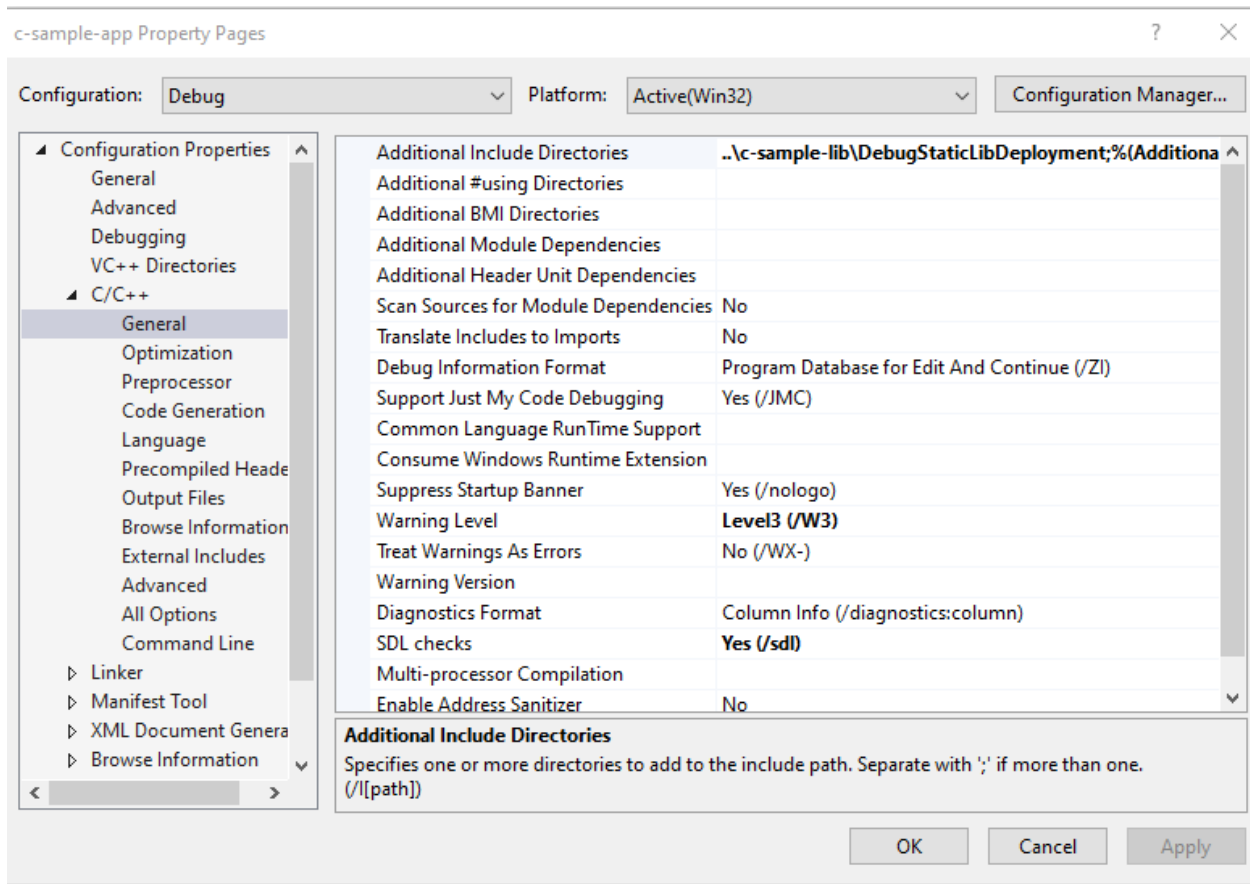 c-sample-app Property Pages
?
Configuration: Debug Platform: Active(Win32) Configuration Manager...
Configuration Properties
General
Advanced
Debugging
VC++ Directories
C/C++
General
Optimization
Preprocessor
Code Generation
Language
Precompiled Heade
Output Files
Browse Information
External Includes
Advanced
All Options
Command Line
Linker
Manifest Tool
XML Document Genera
Browse Information
Additional Include Directories ..\c-sample-lib\DebugStaticLibDeployment;%(Additiona
Additional #using Directories
Additional BMI Directories
Additional Module Dependencies
Additional Header Unit Dependencies
Scan Sources for Module Dependencies No
Translate Includes to Imports No
Debug Information Format Program Database for Edit And Continue (/ZI)
Support Just My Code Debugging Yes (/JMC)
Common Language RunTime Support
Consume Windows Runtime Extension
Suppress Startup Banner Yes (/nologo)
Warning Level Level3 (/W3)
Treat Warnings As Errors No (/WX-)
Warning Version
Diagnostics Format Column Info (/diagnostics:column)
SDL checks Yes (/sdl)
Multi-processor Compilation
Enable Address Sanitizer No
Additional Include Directories
Specifies one or more directories to add to the include path. Separate with ';' if more than one.
(/I[path])
OK Cancel Apply